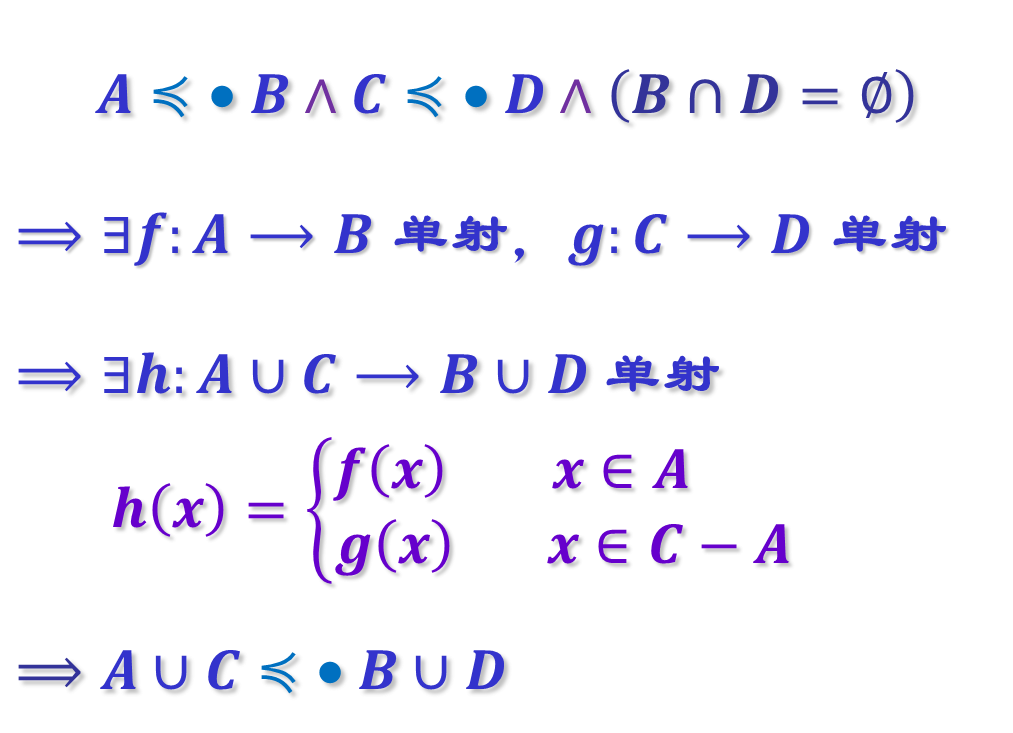 A ≼• B ∧ C ≼• D ∧ (B ∩ D = ∅)
⟹ ∃f: A ⟶ B 单射， g: C ⟶ D 单射
⟹ ∃h: A ∪ C ⟶ B ∪ D 单射
h(x) = { f(x) x ∈ A
g(x) x ∈ C − A
⟹ A ∪ C ≼• B ∪ D